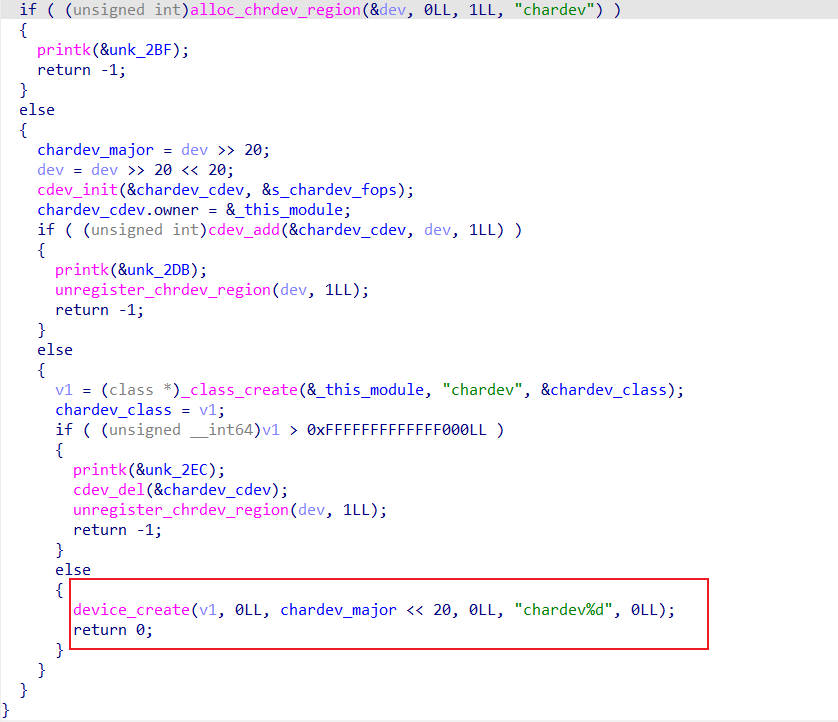 if ( (unsigned int)alloc_chrdev_region(&dev, 0LL, 1LL, "chardev") )
{
printk(&unk_2BF);
return -1;
}
else
{
chardev_major = dev >> 20;
dev = dev >> 20 << 20;
cdev_init(&chardev_cdev, &s_chardev_fops);
chardev_cdev.owner = &_this_module;
if ( (unsigned int)cdev_add(&chardev_cdev, dev, 1LL) )
{
printk(&unk_2DB);
unregister_chrdev_region(dev, 1LL);
return -1;
}
else
{
v1 = (class *)_class_create(&_this_module, "chardev", &chardev_class);
chardev_class = v1;
if ( (unsigned __int64)v1 > 0xFFFFFFFFFFFFF000LL )
{
printk(&unk_2EC);
cdev_del(&chardev_cdev);
unregister_chrdev_region(dev, 1LL);
return -1;
}
else
{
device_create(v1, 0LL, chardev_major << 20, 0LL, "chardev%d", 0LL);
return 0;
}
}
}
}